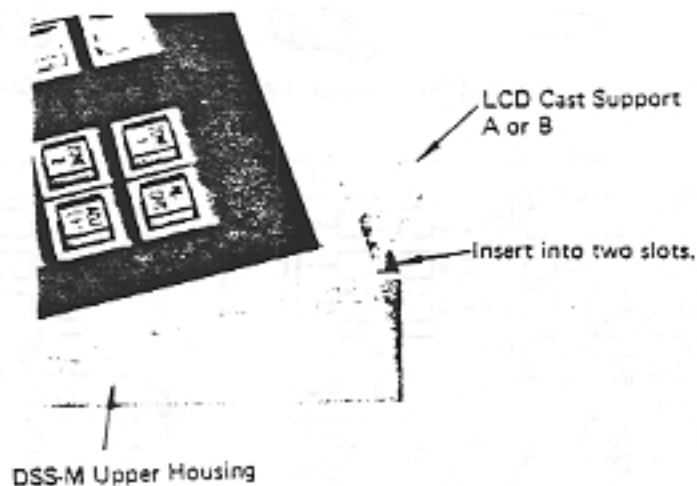 LCD Cast Support
A or B
Insert into two slots.
DSS-M Upper Housing